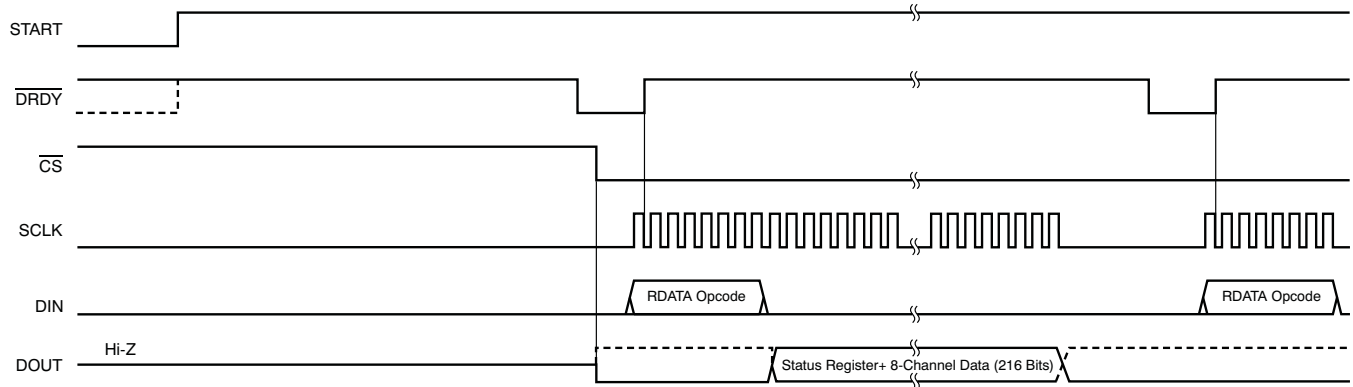 START
DRDY
CS
SCLK
DIN
RDATA Opcode RDATA Opcode
Hi-Z
DOUT
Status Register+ 8-Channel Data (216 Bits)